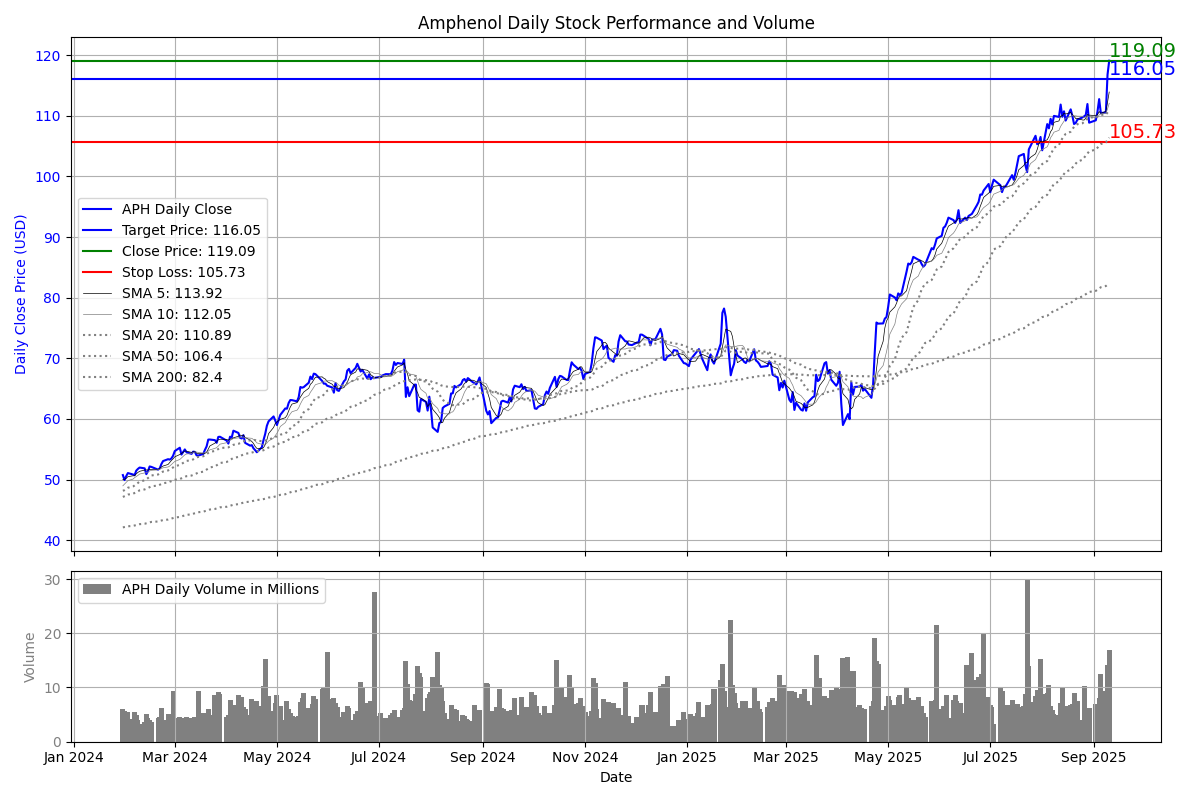 Amphenol Daily Stock Performance and Volume
120
110
100
90
80
70
60
50
40
Daily Close Price (USD)
119.09
116.05
105.73
APH Daily Close
Target Price: 116.05
Close Price: 119.09
Stop Loss: 105.73
SMA 5: 113.92
SMA 10: 112.05
SMA 20: 110.89
SMA 50: 106.4
SMA 200: 82.4
30
20
10
0
Volume
APH Daily Volume in Millions
Jan 2024 Mar 2024 May 2024 Jul 2024 Sep 2024 Nov 2024 Jan 2025 Mar 2025 May 2025 Jul 2025 Sep 2025
Date